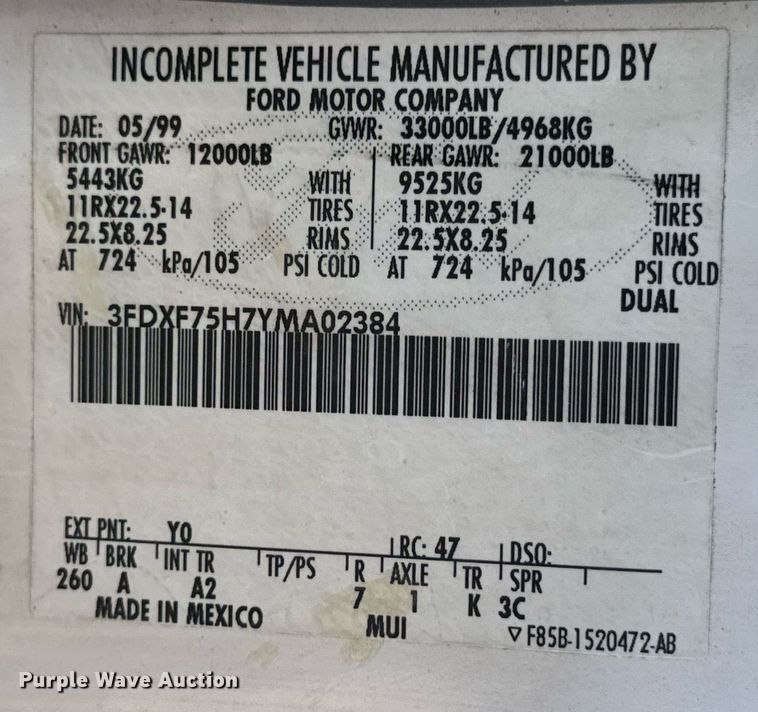 INCOMPLETE VEHICLE MANUFACTURED BY
FORD MOTOR COMPANY
DATE: 05/99 GVWR: 33000LB/4968KG
FRONT GAWR: 12000LB REAR GAWR: 21000LB
5443KG WITH 9525KG WITH
11RX22.5-14 TIRES 11RX22.5-14 TIRES
22.5X8.25 RIMS 22.5X8.25 RIMS
AT 724 kPa/105 PSI COLD AT 724 kPa/105 PSI COLD
DUAL
VIN: 3FDXF75H7YMA02384
EXT PNT: Y0 RC: 47 DSO:
WB BRK INT TR TP/PS R AXLE TR SPR
260 A A2 7 1 K 3C
MADE IN MEXICO MUI F85B-1520472-AB
Purple Wave Auction